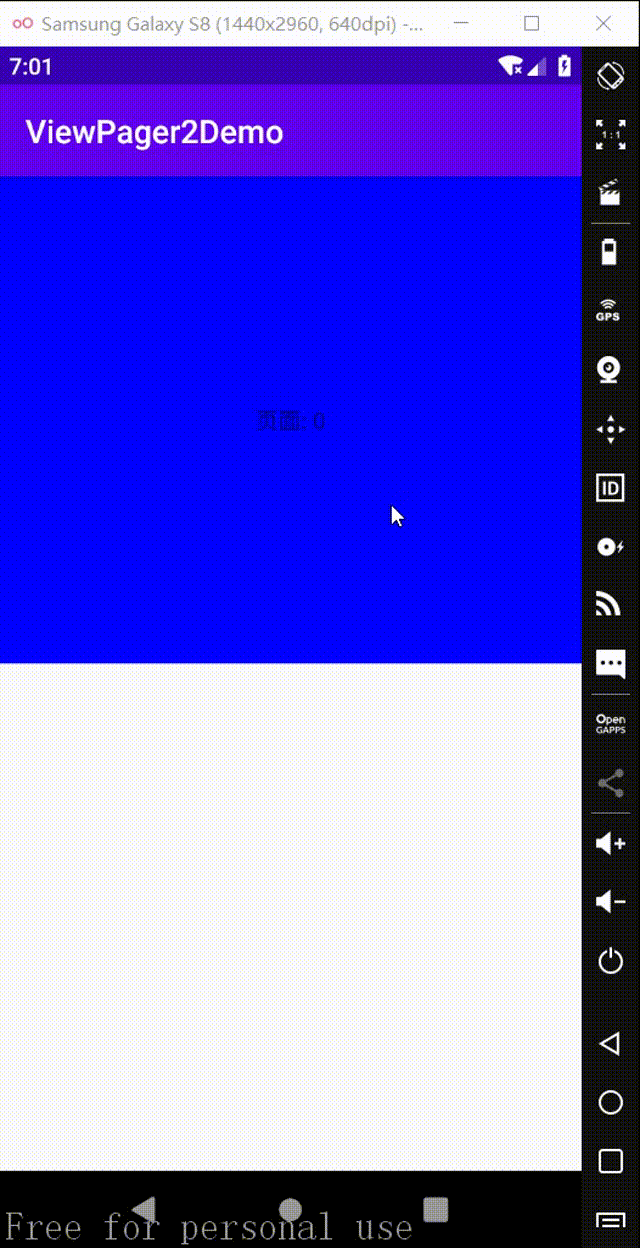 Samsung Galaxy S8 (1440x2960, 640dpi) -...
7:01
ViewPager2Demo
页面: 0
1:1
GPS
ID
Open
GAPPS
Free for personal use